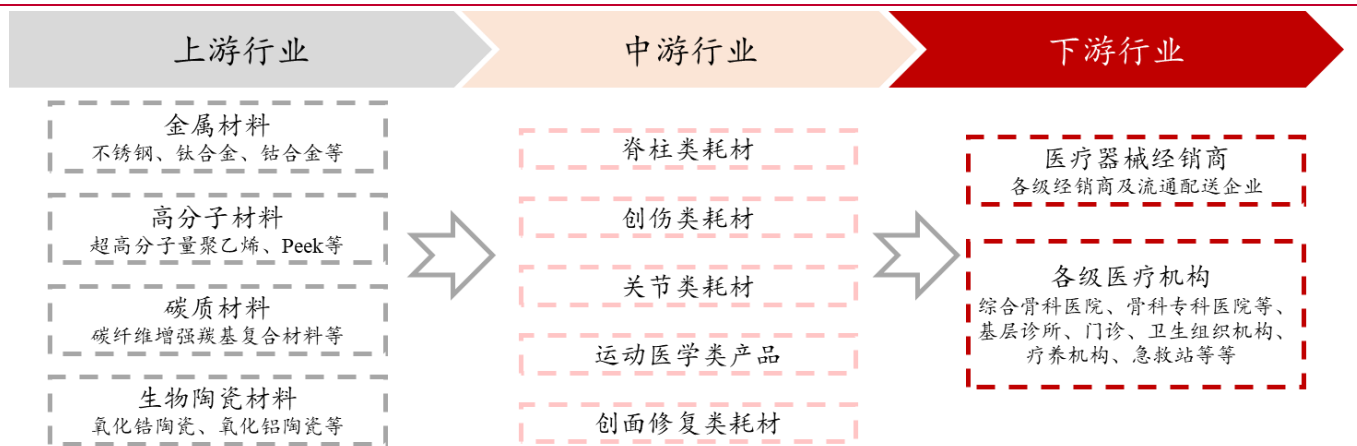 上游行业
中游行业
下游行业
金属材料
不锈钢、钛合金、钴合金等
高分子材料
超高分子量聚乙烯、Peek等
碳质材料
碳纤维增强羰基复合材料等
生物陶瓷材料
氧化锆陶瓷、氧化铝陶瓷等
脊柱类耗材
创伤类耗材
关节类耗材
运动医学类产品
创面修复类耗材
医疗器械经销商
各级经销商及流通配送企业
各级医疗机构
综合骨科医院、骨科专科医院等、
基层诊所、门诊、卫生组织机构、
疗养机构、急救站等等